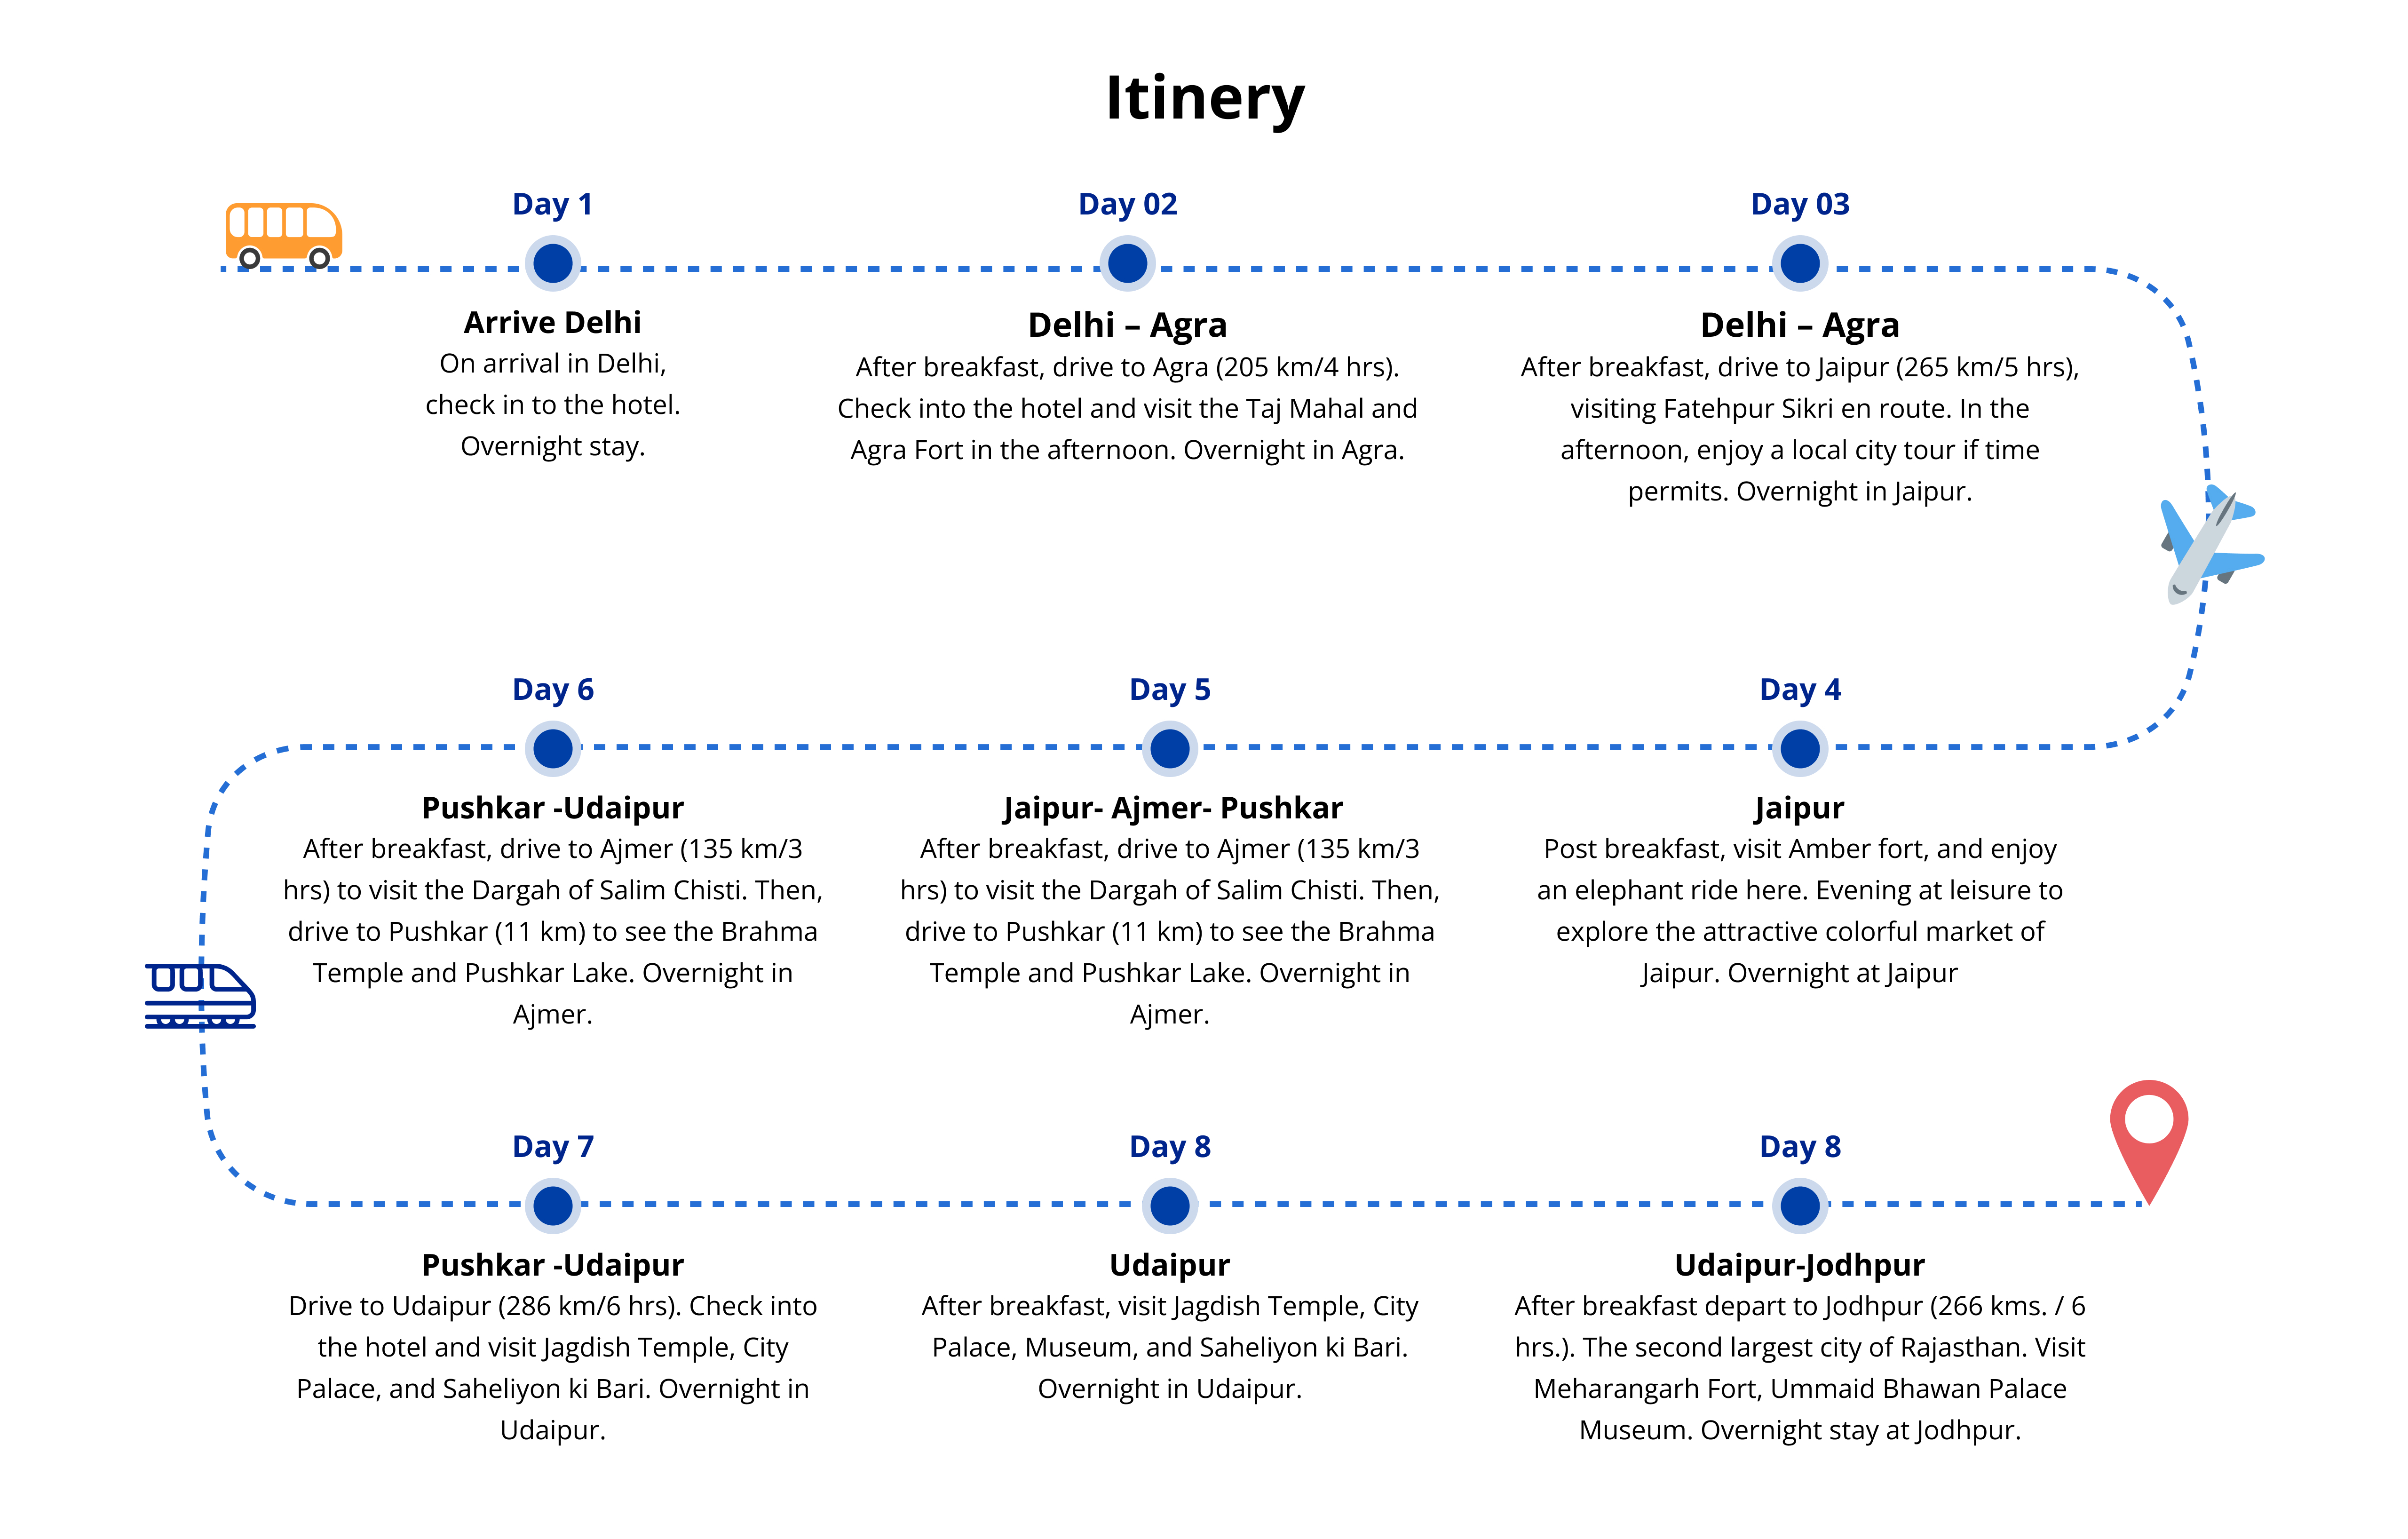 Itinery
Day 1
Arrive Delhi
On arrival in Delhi,
check in to the hotel.
Overnight stay.
Day 02
Delhi – Agra
After breakfast, drive to Agra (205 km/4 hrs).
Check into the hotel and visit the Taj Mahal and
Agra Fort in the afternoon. Overnight in Agra.
Day 03
Delhi – Agra
After breakfast, drive to Jaipur (265 km/5 hrs),
visiting Fatehpur Sikri en route. In the
afternoon, enjoy a local city tour if time
permits. Overnight in Jaipur.
Day 4
Jaipur
Post breakfast, visit Amber fort, and enjoy
an elephant ride here. Evening at leisure to
explore the attractive colorful market of
Jaipur. Overnight at Jaipur
Day 5
Jaipur- Ajmer- Pushkar
After breakfast, drive to Ajmer (135 km/3
hrs) to visit the Dargah of Salim Chisti. Then,
drive to Pushkar (11 km) to see the Brahma
Temple and Pushkar Lake. Overnight in
Ajmer.
Day 6
Pushkar -Udaipur
After breakfast, drive to Ajmer (135 km/3
hrs) to visit the Dargah of Salim Chisti. Then,
drive to Pushkar (11 km) to see the Brahma
Temple and Pushkar Lake. Overnight in
Ajmer.
Day 7
Pushkar -Udaipur
Drive to Udaipur (286 km/6 hrs). Check into
the hotel and visit Jagdish Temple, City
Palace, and Saheliyon ki Bari. Overnight in
Udaipur.
Day 8
Udaipur
After breakfast, visit Jagdish Temple, City
Palace, Museum, and Saheliyon ki Bari.
Overnight in Udaipur.
Day 8
Udaipur-Jodhpur
After breakfast depart to Jodhpur (266 kms. / 6
hrs.). The second largest city of Rajasthan. Visit
Meharangarh Fort, Ummaid Bhawan Palace
Museum. Overnight stay at Jodhpur.